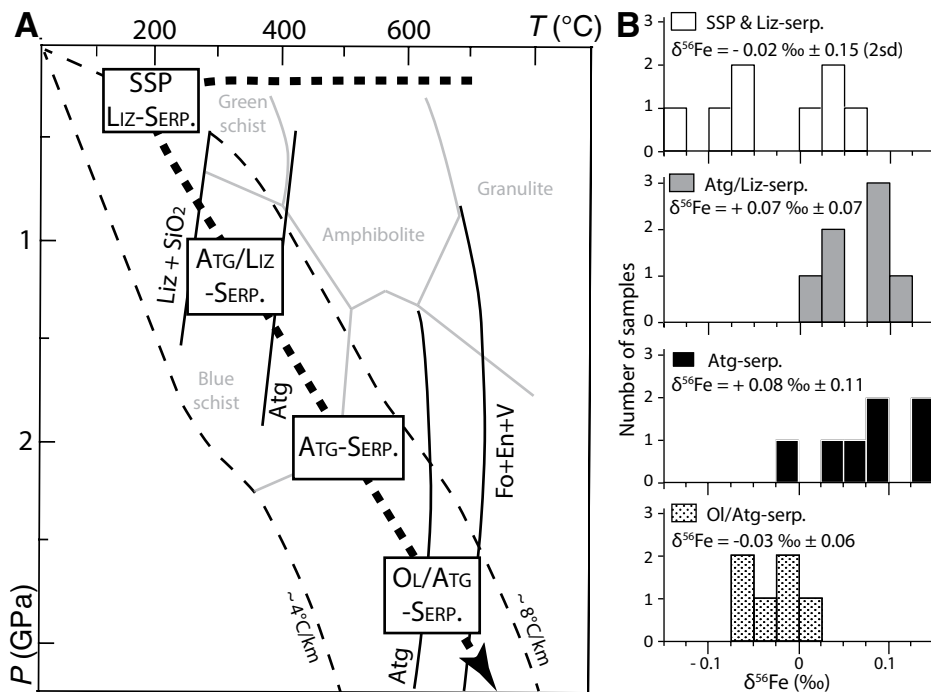 A
T (°C)
200
400
600
SSP
LIZ-SERP.
Green
schist
Granulite
1
Liz + SiO₂
ATG/LIZ
-SERP.
Amphibolite
Blue
schist
Atg
2
ATG-SERP.
Fo+En+V
OL/ATG
-SERP.
~ 4°C/km
~ 8°C/km
Atg
P (GPa)
B
Number of samples
3
2
1
0
SSP & Liz-serp.
δ⁵⁶Fe = - 0.02 ‰ ± 0.15 (2sd)
3
2
1
0
Atg/Liz-serp.
δ⁵⁶Fe = + 0.07 ‰ ± 0.07
3
2
1
0
Atg-serp.
δ⁵⁶Fe = + 0.08 ‰ ± 0.11
3
2
1
0
Ol/Atg-serp.
δ⁵⁶Fe = -0.03 ‰ ± 0.06
- 0.1
0
0.1
δ⁵⁶Fe (‰)